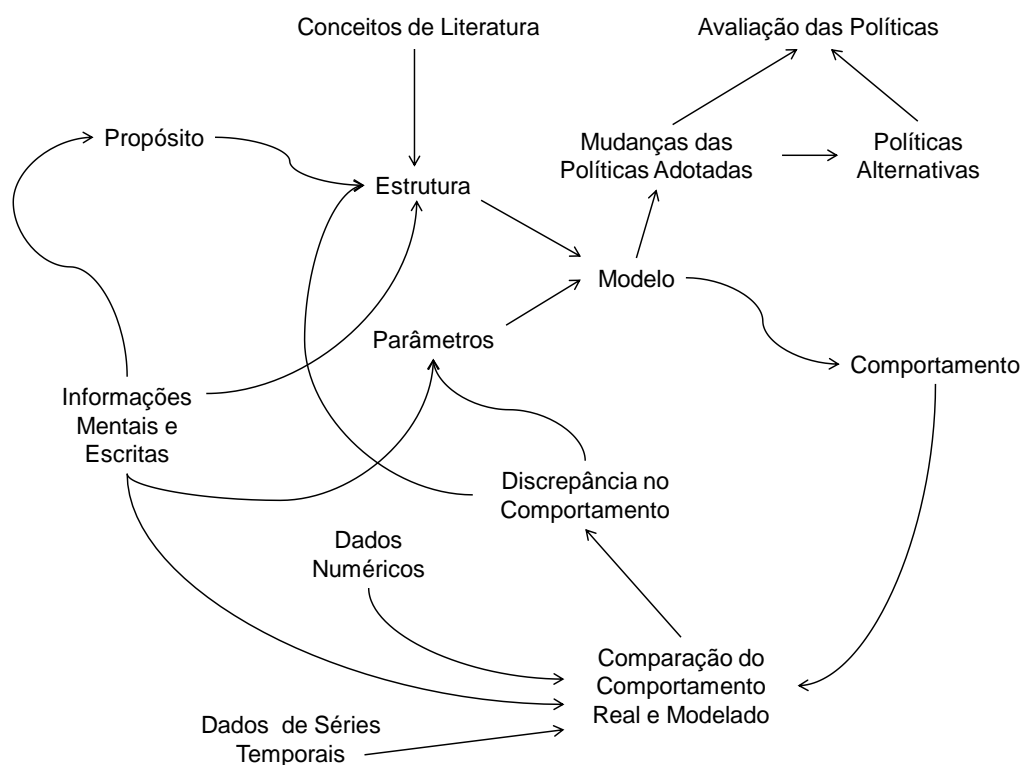 Conceitos de Literatura
Avaliação das Políticas
Propósito
Mudanças das
Políticas Adotadas
Políticas
Alternativas
Estrutura
Modelo
Parâmetros
Comportamento
Informações
Mentais e
Escritas
Discrepância no
Comportamento
Dados
Numéricos
Comparação do
Comportamento
Real e Modelado
Dados de Séries
Temporais